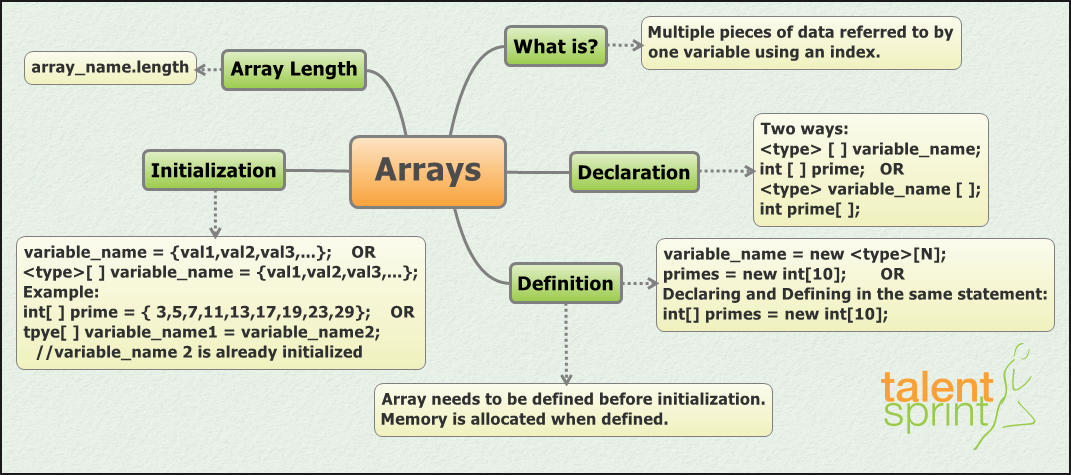 Arrays
What is?
Multiple pieces of data referred to by
one variable using an index.
Declaration
Two ways:
<type> [ ] variable_name;
int [ ] prime;   OR
<type> variable_name [ ];
int prime[ ];
Definition
variable_name = new <type>[N];
primes = new int[10];     OR
Declaring and Defining in the same statement:
int[] primes = new int[10];
Array needs to be defined before initialization.
Memory is allocated when defined.
Array Length
array_name.length
Initialization
variable_name = {val1,val2,val3,...};   OR
<type>[ ] variable_name = {val1,val2,val3,...};
Example:
int[ ] prime = { 3,5,7,11,13,17,19,23,29};   OR
tpye[ ] variable_name1 = variable_name2;
//variable_name 2 is already initialized
talent
sprint